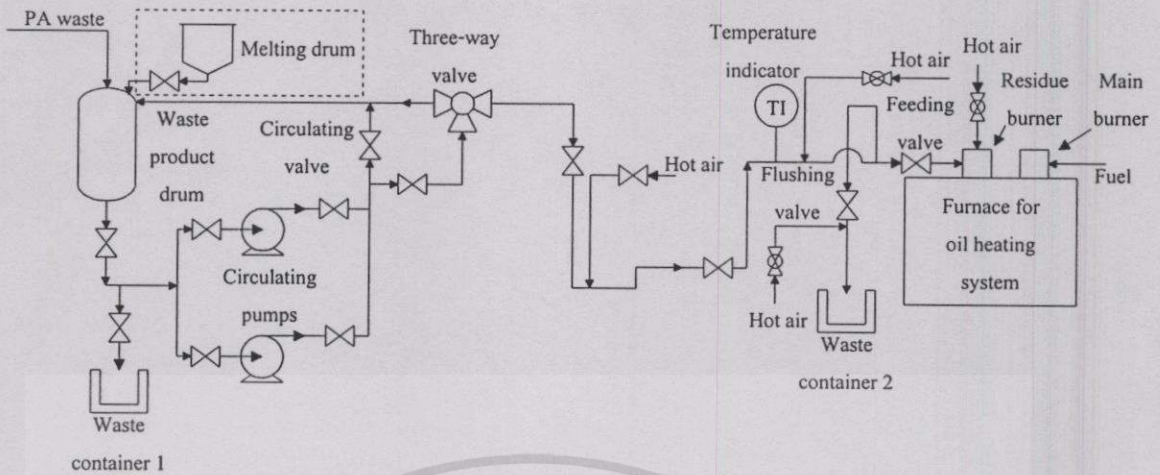 PA waste
Melting drum
Waste
product
drum
Circulating
valve
Three-way
valve
Circulating
pumps
Waste
container 1
Hot air
Temperature
indicator
TI
Hot air
Feeding
valve
Flushing
valve
Hot air
Waste
container 2
Hot air
Residue
burner
Main
burner
Fuel
Furnace for
oil heating
system